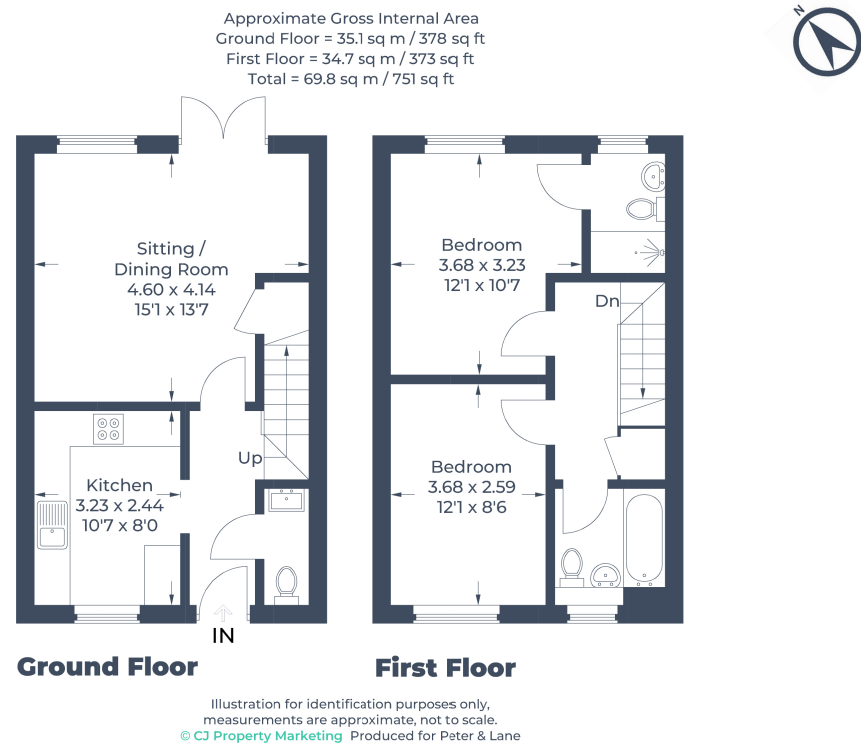 Approximate Gross Internal Area
Ground Floor = 35.1 sq m / 378 sq ft
First Floor = 34.7 sq m / 373 sq ft
Total = 69.8 sq m / 751 sq ft
N
Sitting /
Dining Room
4.60 x 4.14
15'1 x 13'7
Bedroom
3.68 x 3.23
12'1 x 10'7
Dn
Up
Kitchen
3.23 x 2.44
10'7 x 8'0
Bedroom
3.68 x 2.59
12'1 x 8'6
IN
Ground Floor
First Floor
Illustration for identification purposes only,
measurements are approximate, not to scale.
© CJ Property Marketing Produced for Peter & Lane